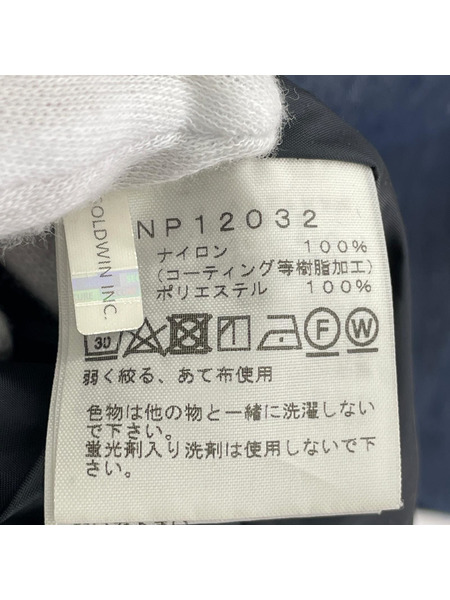 GOLDWIN INC.
NP12032
ナイロン 100%
(コーティング等樹脂加工)
ポリエステル 100%
30 F W
弱く絞る、あて布使用
色物は他の物と一緒に洗濯しない
で下さい。
蛍光剤入り洗剤は使用しないで下
さい。